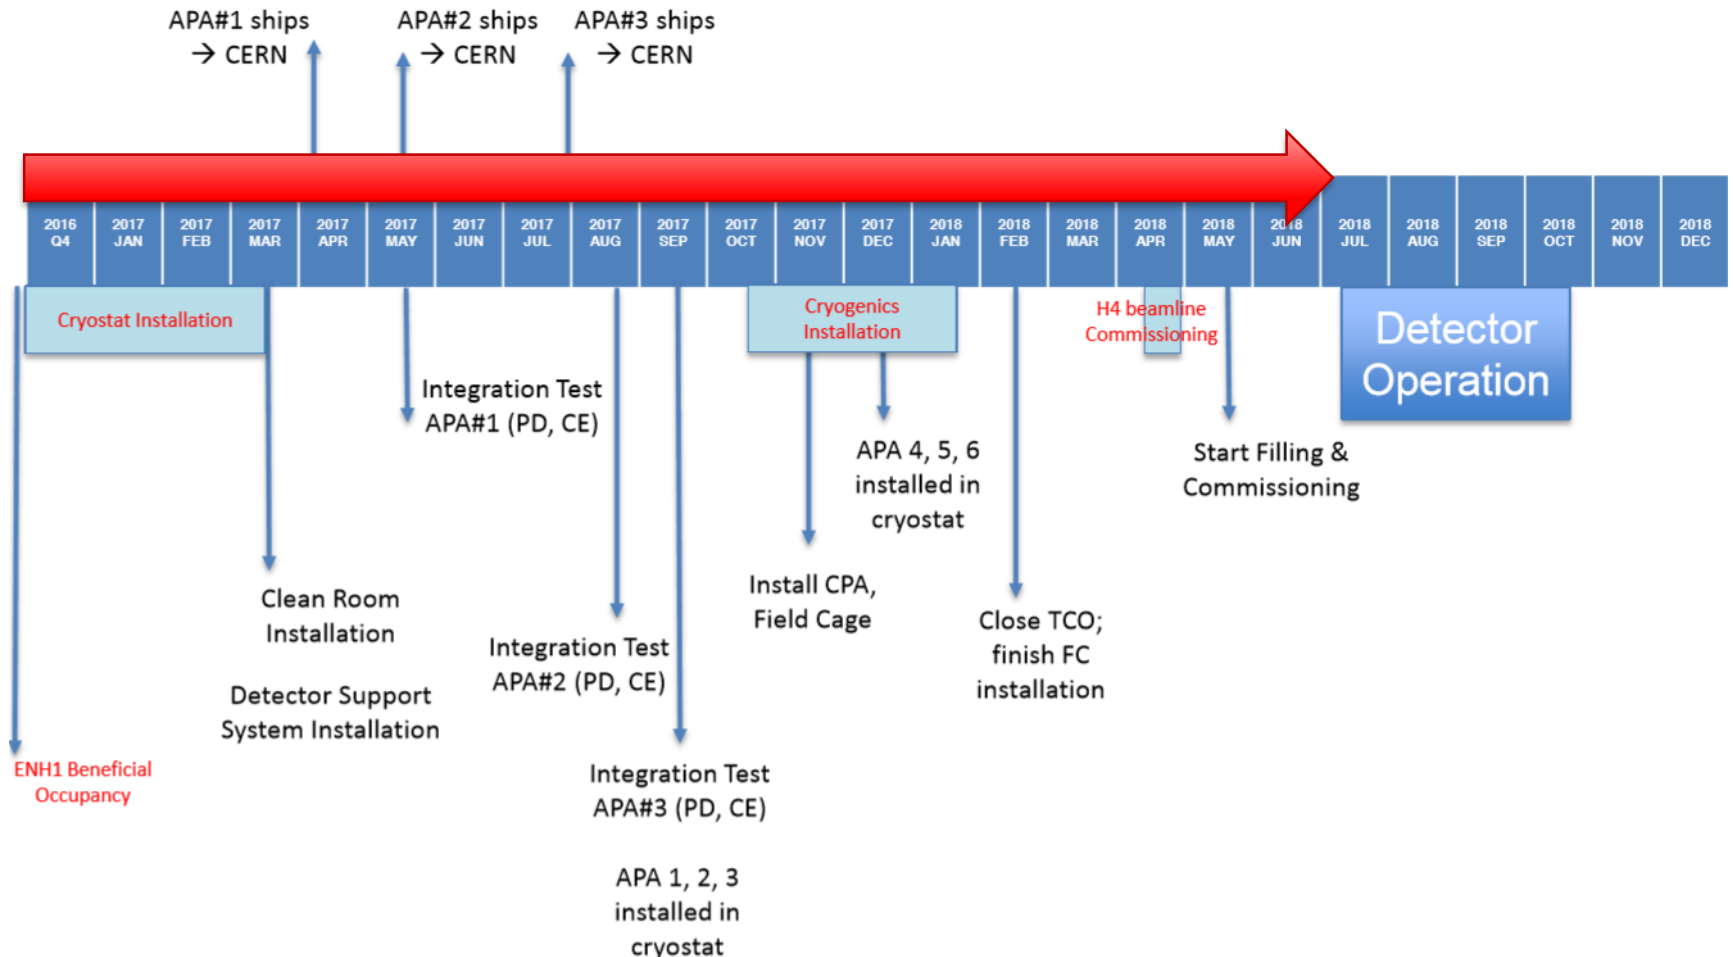 APA#1 ships
→ CERN
APA#2 ships
→ CERN
APA#3 ships
→ CERN
2016
Q4
2017
JAN
2017
FEB
2017
MAR
2017
APR
2017
MAY
2017
JUN
2017
JUL
2017
AUG
2017
SEP
2017
OCT
2017
NOV
2017
DEC
2018
JAN
2018
FEB
2018
MAR
2018
APR
2018
MAY
2018
JUN
2018
JUL
2018
AUG
2018
SEP
2018
OCT
2018
NOV
2018
DEC
Cryostat Installation
Cryogenics
Installation
H4 beamline
Commissioning
Detector
Operation
Integration Test
APA#1 (PD, CE)
APA 4, 5, 6
installed in
cryostat
Start Filling &
Commissioning
Clean Room
Installation
Detector Support
System Installation
Integration Test
APA#2 (PD, CE)
Install CPA,
Field Cage
Close TCO;
finish FC
installation
ENH1 Beneficial
Occupancy
Integration Test
APA#3 (PD, CE)
APA 1, 2, 3
installed in
cryostat